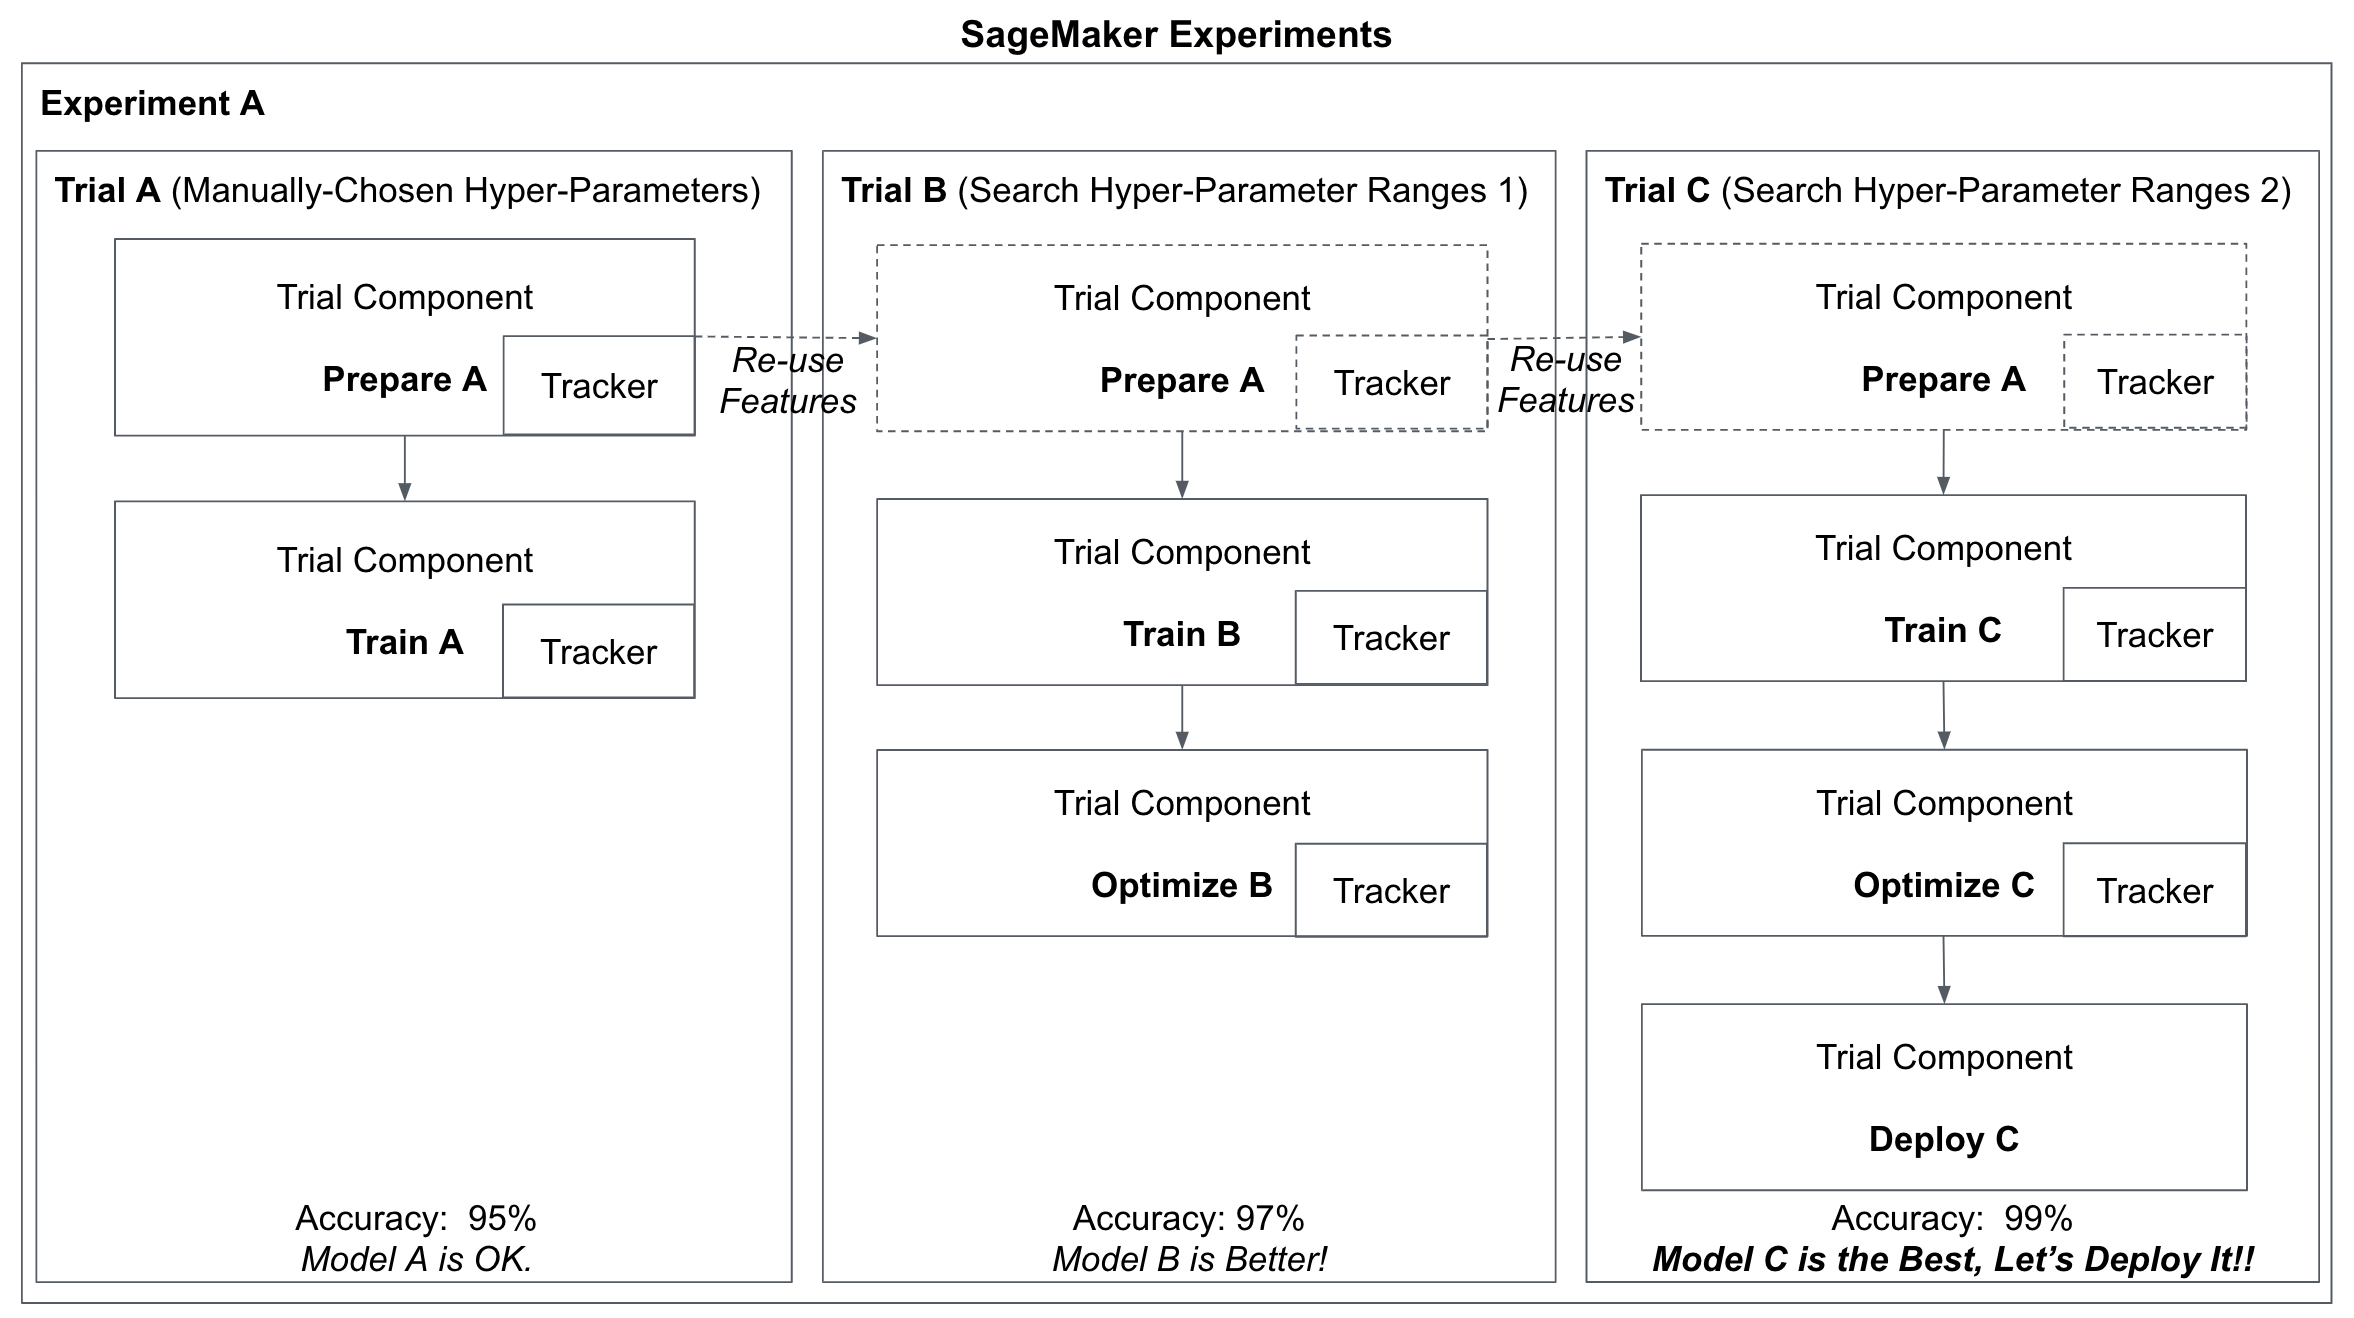 SageMaker Experiments
Experiment A
Trial A (Manually-Chosen Hyper-Parameters)
Trial Component
Prepare A
Tracker
Re-use
Features
Trial Component
Train A
Tracker
Accuracy:  95%
Model A is OK.
Trial B (Search Hyper-Parameter Ranges 1)
Trial Component
Prepare A
Tracker
Re-use
Features
Trial Component
Train B
Tracker
Trial Component
Optimize B
Tracker
Accuracy: 97%
Model B is Better!
Trial C (Search Hyper-Parameter Ranges 2)
Trial Component
Prepare A
Tracker
Trial Component
Train C
Tracker
Trial Component
Optimize C
Tracker
Trial Component
Deploy C
Accuracy:  99%
Model C is the Best, Let’s Deploy It!!